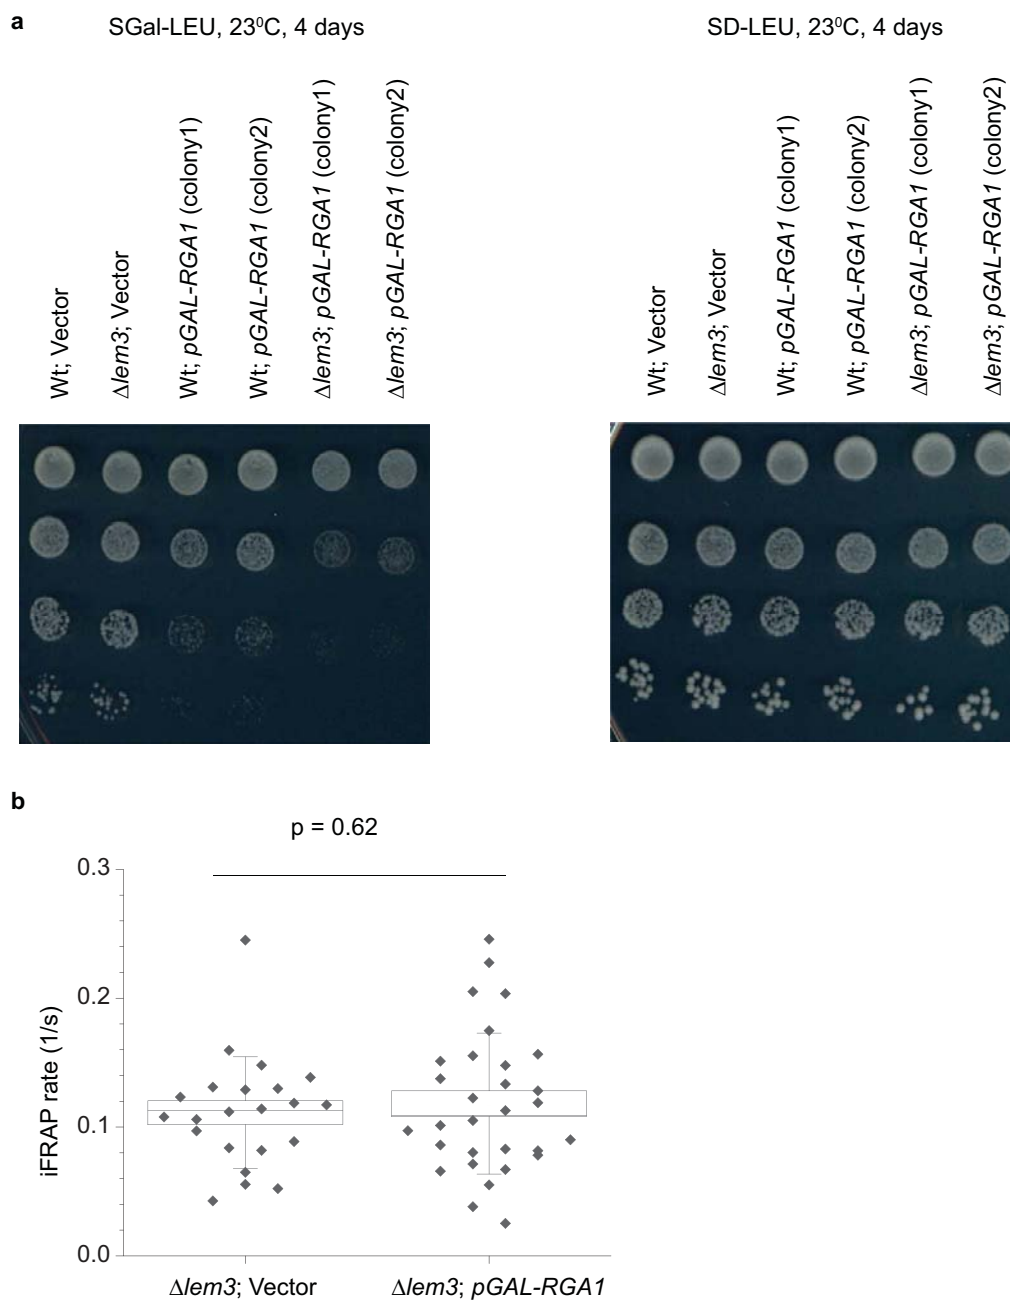 a
SGal-LEU, 23⁰C, 4 days
SD-LEU, 23⁰C, 4 days
Wt; Vector
Δlem3; Vector
Wt; pGAL-RGA1 (colony1)
Wt; pGAL-RGA1 (colony2)
Δlem3; pGAL-RGA1 (colony1)
Δlem3; pGAL-RGA1 (colony2)
Wt; Vector
Δlem3; Vector
Wt; pGAL-RGA1 (colony1)
Wt; pGAL-RGA1 (colony2)
Δlem3; pGAL-RGA1 (colony1)
Δlem3; pGAL-RGA1 (colony2)
b
p = 0.62
0.3
0.2
0.1
0.0
iFRAP rate (1/s)
Δlem3; Vector
Δlem3; pGAL-RGA1